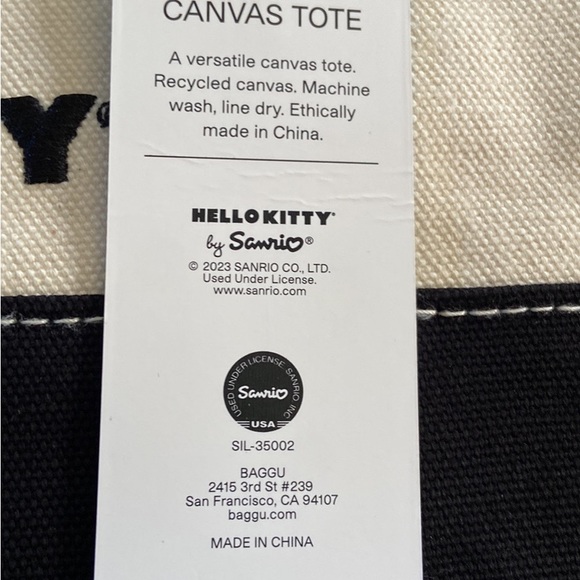 CANVAS TOTE
A versatile canvas tote.
Recycled canvas. Machine
wash, line dry. Ethically
made in China.
Y
HELLO KITTY®
by Sanrio®
© 2023 SANRIO CO., LTD.
Used Under License.
www.sanrio.com
USED UNDER LICENSE. SANRIO INC
Sanrio
USA
SIL-35002
BAGGU
2415 3rd St #239
San Francisco, CA 94107
baggu.com
MADE IN CHINA